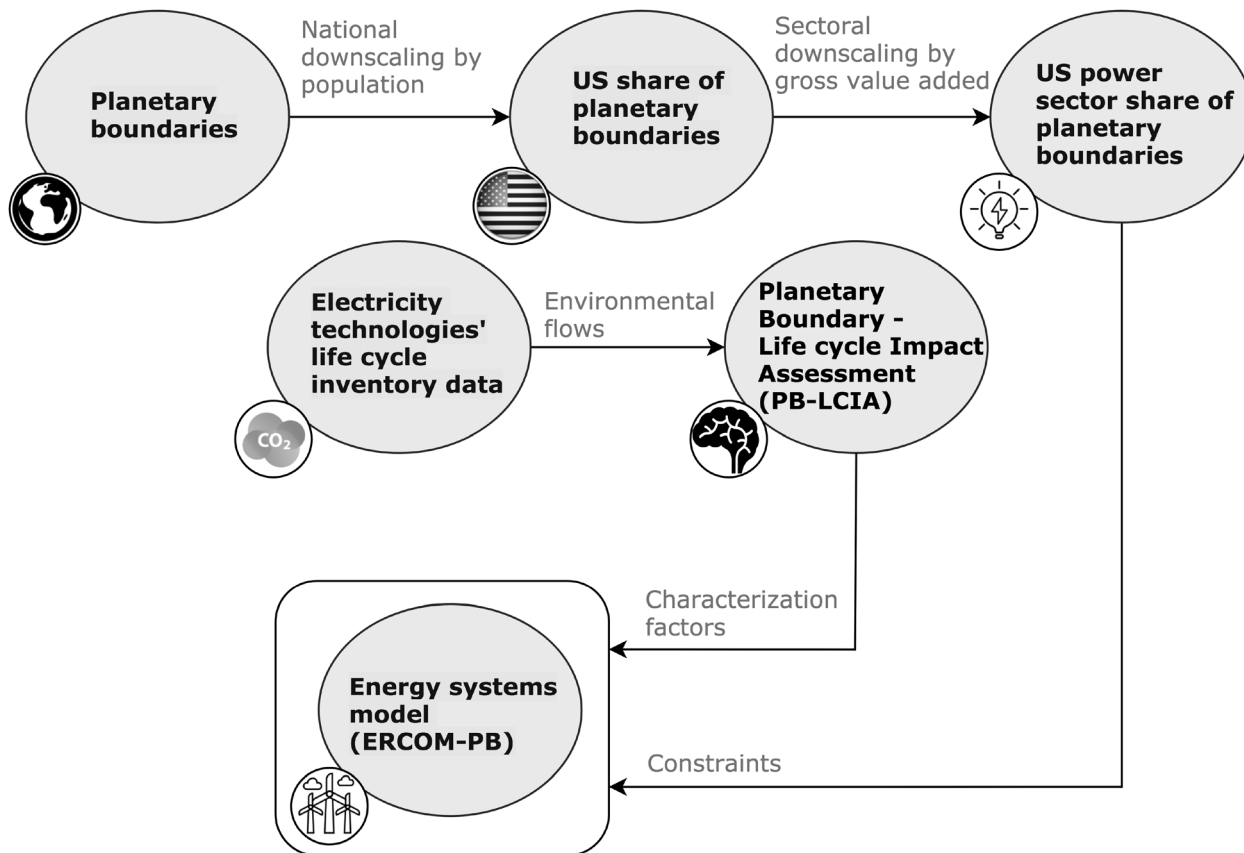 Planetary
boundaries
National
downscaling by
population
US share of
planetary
boundaries
Sectoral
downscaling by
gross value added
US power
sector share of
planetary
boundaries
Electricity
technologies'
life cycle
inventory data
CO₂
Environmental
flows
Planetary
Boundary -
Life cycle Impact
Assessment
(PB-LCIA)
Characterization
factors
Energy systems
model
(ERCOM-PB)
Constraints